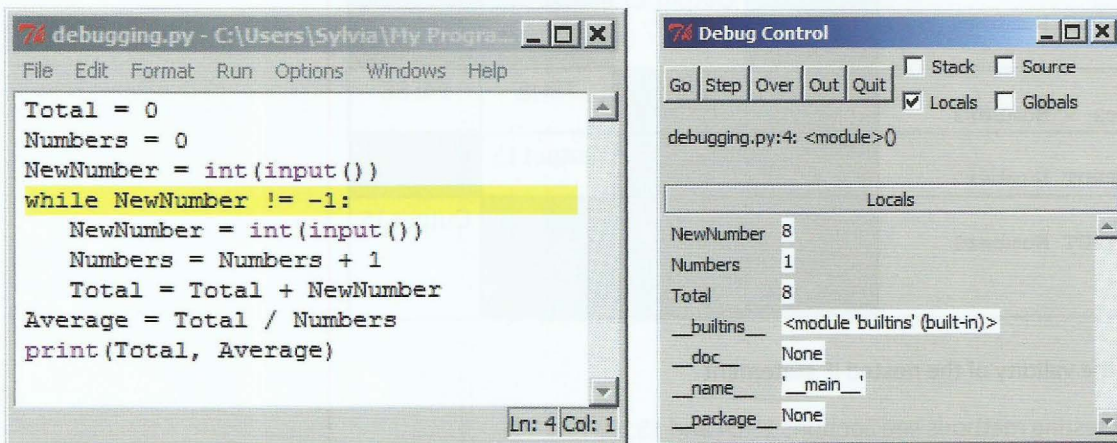 debugging.py - C:\Users\Sylvia\My Progra...
File Edit Format Run Options Windows Help
Total = 0
Numbers = 0
NewNumber = int(input())
while NewNumber != -1:
    NewNumber = int(input())
    Numbers = Numbers + 1
    Total = Total + NewNumber
Average = Total / Numbers
print(Total, Average)
Ln: 4 Col: 1
Debug Control
Go Step Over Out Quit Stack Source
Locals Globals
debugging.py:4: <module>()
Locals
NewNumber 8
Numbers 1
Total 8
__builtins__ <module 'builtins' (built-in)>
__doc__ None
__name__ '__main__'
__package__ None